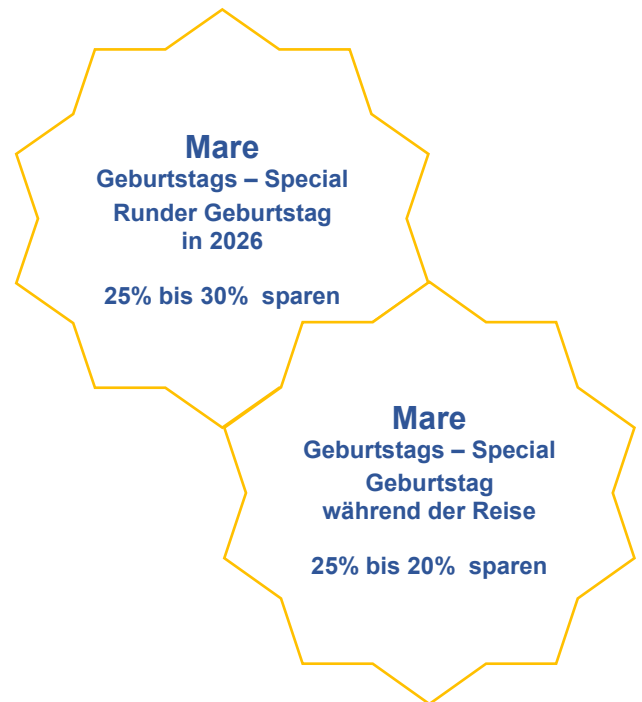 Mare
Geburtstags – Special
Runder Geburtstag
in 2026
25% bis 30% sparen
Mare
Geburtstags – Special
Geburtstag
während der Reise
25% bis 20% sparen